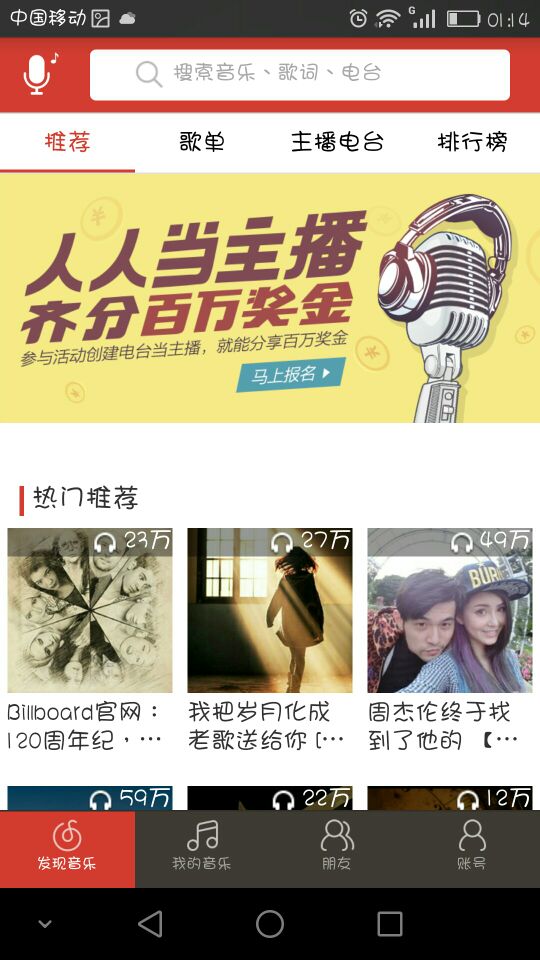 中国移动
G
01:14
搜索音乐、歌词、电台
推荐
歌单
主播电台
排行榜
人人当主播
齐分百万奖金
参与活动创建电台当主播，就能分享百万奖金
马上报名
热门推荐
23万
27万
49万
BURN
Billboard官网：
120周年纪，…
我把岁月化成
老歌送给你 […
周杰伦终于找
到了他的 【…
59万
22万
12万
发现音乐
我的音乐
朋友
账号